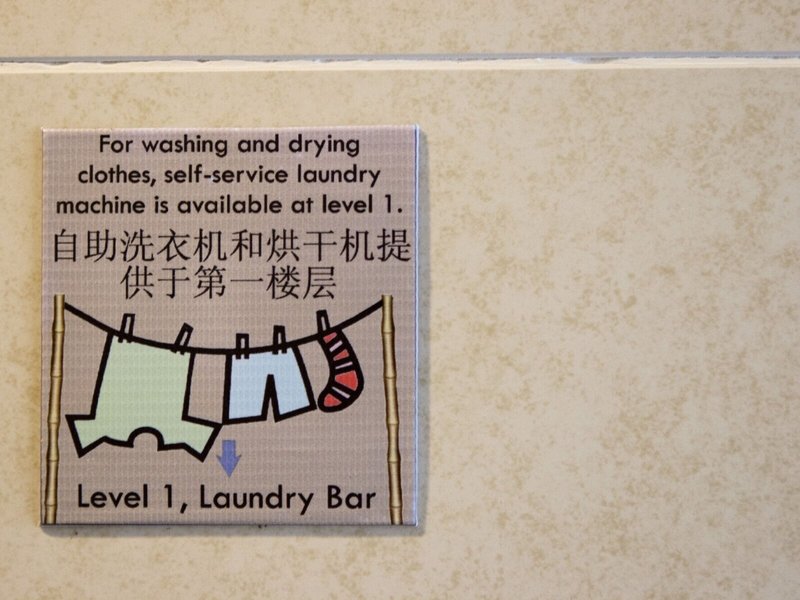 For washing and drying
clothes, self-service laundry
machine is available at level 1.
自助洗衣机和烘干机提
供于第一楼层
Level 1, Laundry Bar